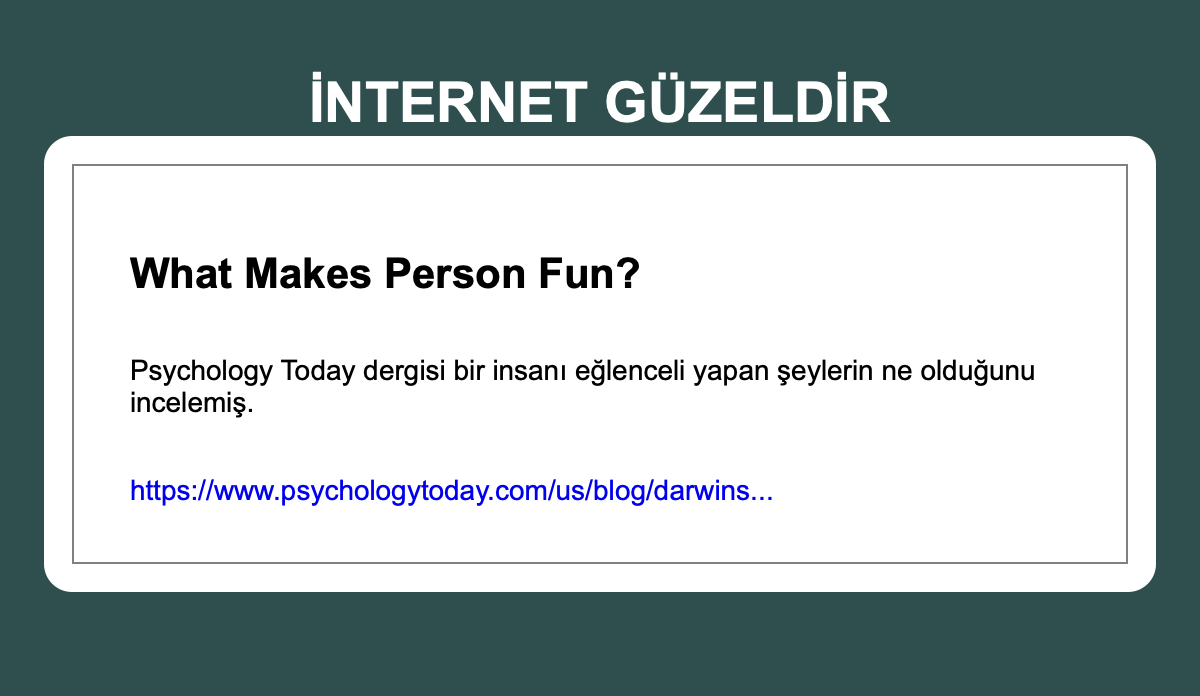 İNTERNET GÜZELDİR
What Makes Person Fun?
Psychology Today dergisi bir insanı eğlenceli yapan şeylerin ne olduğunu
incelemiş.
https://www.psychologytoday.com/us/blog/darwins...